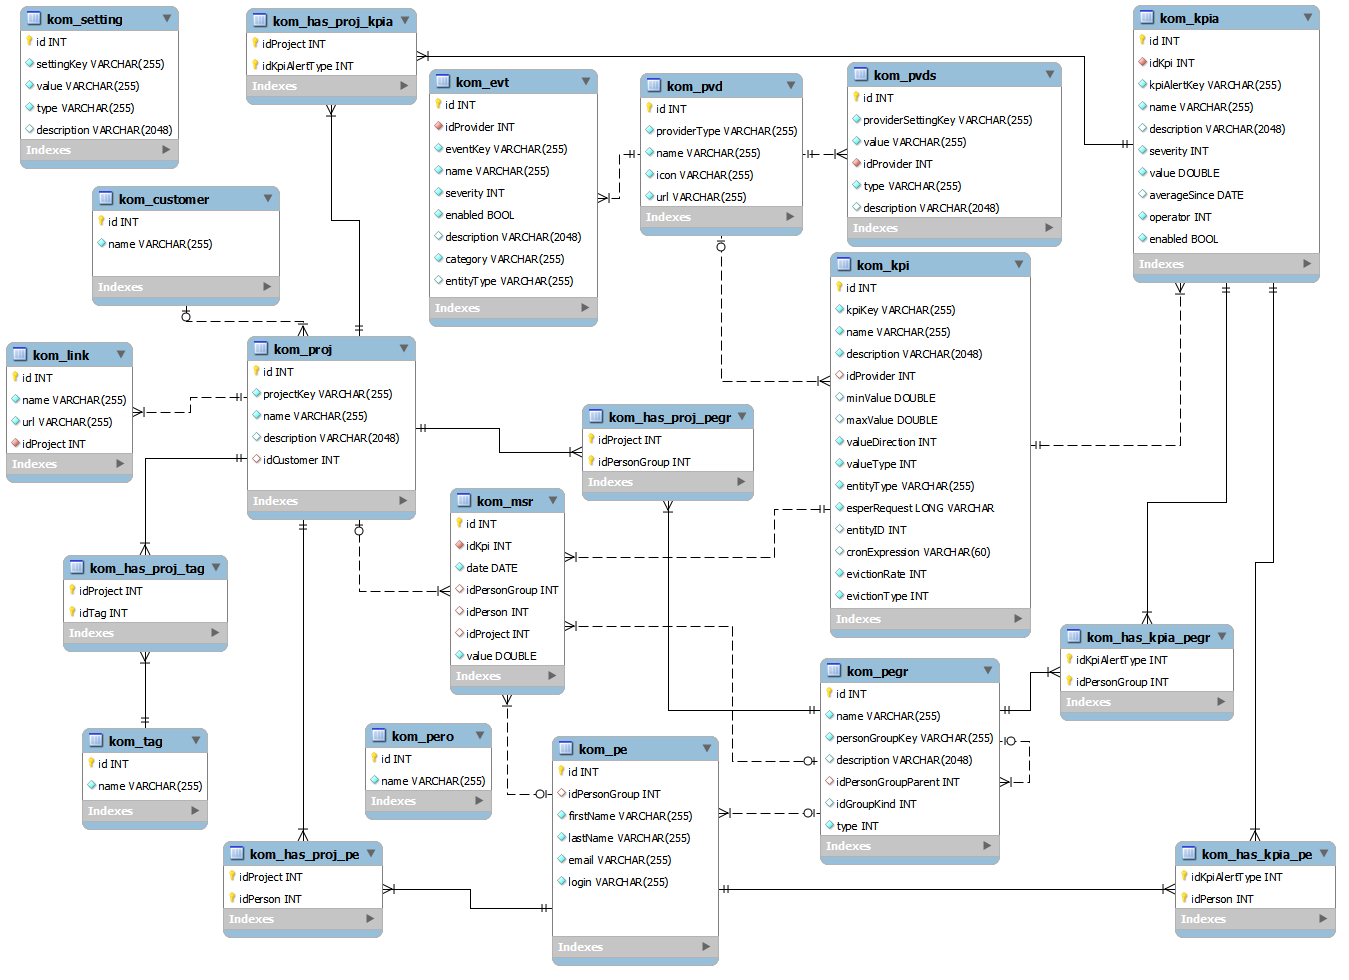 kom_setting
id INT
settingKey VARCHAR(255)
value VARCHAR(255)
type VARCHAR(255)
description VARCHAR(2048)
Indexes
kom_has_proj_kpia
idProject INT
idKpiAlertType INT
Indexes
kom_evt
id INT
idProvider INT
eventKey VARCHAR(255)
name VARCHAR(255)
severity INT
enabled BOOL
description VARCHAR(2048)
category VARCHAR(255)
entityType VARCHAR(255)
Indexes
kom_pvd
id INT
providerType VARCHAR(255)
name VARCHAR(255)
icon VARCHAR(255)
url VARCHAR(255)
Indexes
kom_pvds
id INT
providerSettingKey VARCHAR(255)
value VARCHAR(255)
idProvider INT
type VARCHAR(255)
description VARCHAR(2048)
Indexes
kom_kpia
id INT
idKpi INT
kpiAlertKey VARCHAR(255)
name VARCHAR(255)
description VARCHAR(2048)
severity INT
value DOUBLE
averageSince DATE
operator INT
enabled BOOL
Indexes
kom_customer
id INT
name VARCHAR(255)
Indexes
kom_kpi
id INT
kpiKey VARCHAR(255)
name VARCHAR(255)
description VARCHAR(2048)
idProvider INT
minValue DOUBLE
maxValue DOUBLE
valueDirection INT
valueType INT
entityType VARCHAR(255)
esperRequest LONG VARCHAR
entityID INT
cronExpression VARCHAR(60)
evictionRate INT
evictionType INT
Indexes
kom_link
id INT
name VARCHAR(255)
url VARCHAR(255)
idProject INT
Indexes
kom_proj
id INT
projectKey VARCHAR(255)
name VARCHAR(255)
description VARCHAR(2048)
idCustomer INT
Indexes
kom_has_proj_pegr
idProject INT
idPersonGroup INT
Indexes
kom_msr
id INT
idKpi INT
date DATE
idPersonGroup INT
idPerson INT
idProject INT
value DOUBLE
Indexes
kom_has_proj_tag
idProject INT
idTag INT
Indexes
kom_has_kpia_pegr
idKpiAlertType INT
idPersonGroup INT
Indexes
kom_pegr
id INT
name VARCHAR(255)
personGroupKey VARCHAR(255)
description VARCHAR(2048)
idPersonGroupParent INT
idGroupKind INT
type INT
Indexes
kom_tag
id INT
name VARCHAR(255)
Indexes
kom_pero
id INT
name VARCHAR(255)
Indexes
kom_pe
id INT
idPersonGroup INT
firstName VARCHAR(255)
lastName VARCHAR(255)
email VARCHAR(255)
login VARCHAR(255)
Indexes
kom_has_proj_pe
idProject INT
idPerson INT
Indexes
kom_has_kpia_pe
idKpiAlertType INT
idPerson INT
Indexes